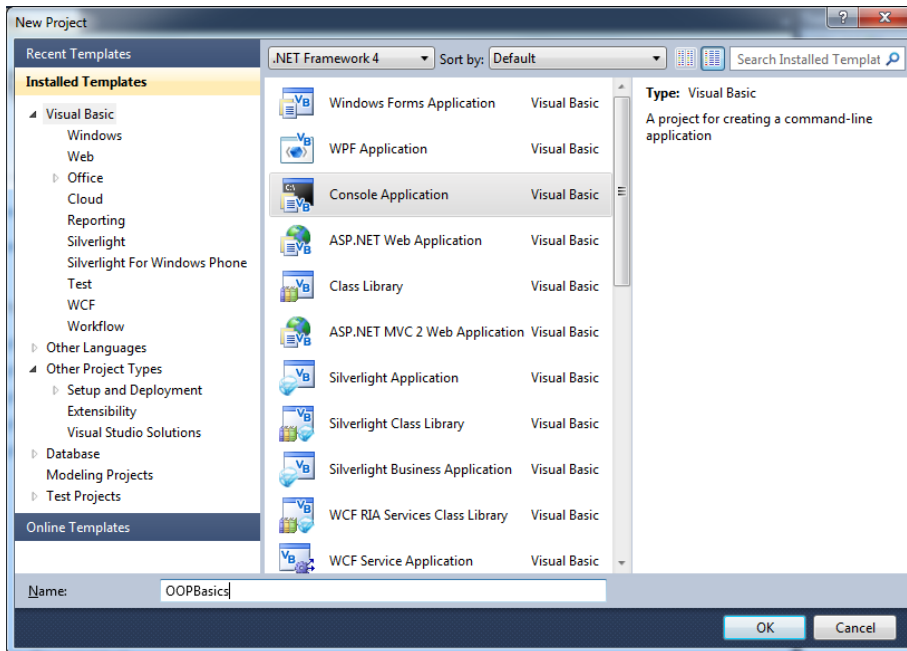 New Project
Recent Templates
Installed Templates
Visual Basic
Windows
Web
Office
Cloud
Reporting
Silverlight
Silverlight For Windows Phone
Test
WCF
Workflow
Other Languages
Other Project Types
Setup and Deployment
Extensibility
Visual Studio Solutions
Database
Modeling Projects
Test Projects
Online Templates
.NET Framework 4 Sort by: Default
Search Installed Templat
Windows Forms Application Visual Basic
WPF Application Visual Basic
Console Application Visual Basic
ASP.NET Web Application Visual Basic
Class Library Visual Basic
ASP.NET MVC 2 Web Application Visual Basic
Silverlight Application Visual Basic
Silverlight Class Library Visual Basic
Silverlight Business Application Visual Basic
WCF RIA Services Class Library Visual Basic
WCF Service Application Visual Basic
Type: Visual Basic
A project for creating a command-line
application
Name: OOPBasics
OK Cancel